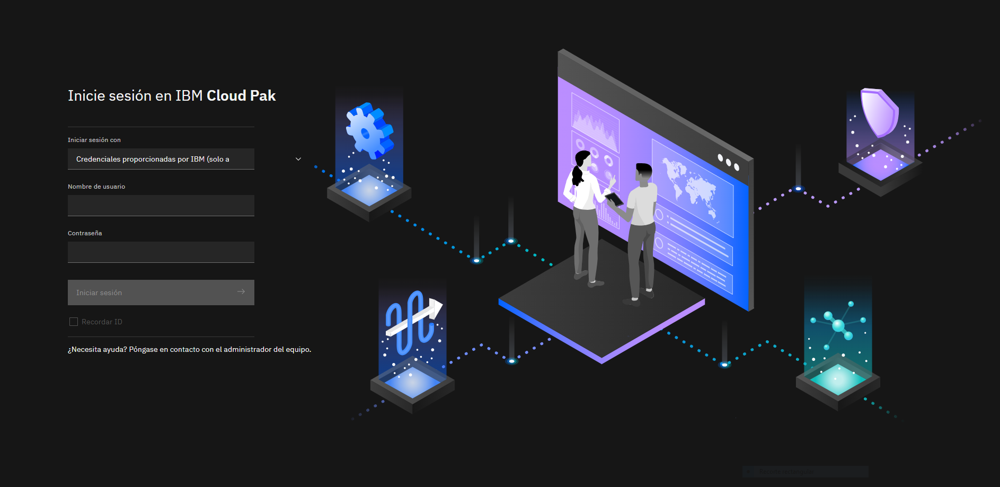 Inicie sesión en IBM Cloud Pak
Iniciar sesión con
Credenciales proporcionadas por IBM (solo a
Nombre de usuario
Contraseña
Iniciar sesión
Recordar ID
¿Necesita ayuda? Póngase en contacto con el administrador del equipo.
Recorte rectangular